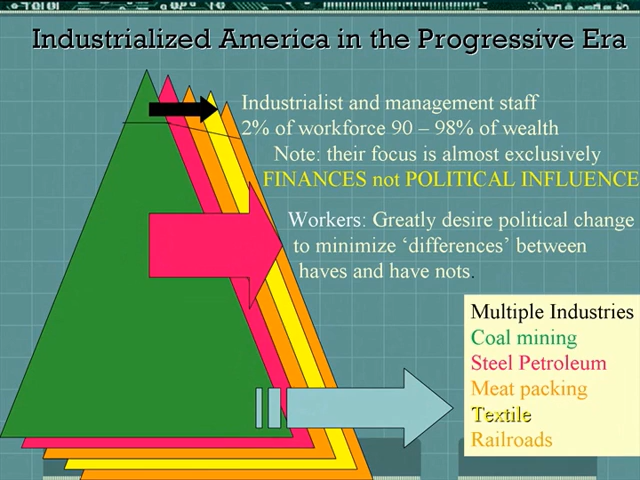 Industrialized America in the Progressive Era
Industrialist and management staff
2% of workforce 90 – 98% of wealth
Note: their focus is almost exclusively
FINANCES not POLITICAL INFLUENCE
Workers: Greatly desire political change
to minimize ‘differences’ between
haves and have nots.
Multiple Industries
Coal mining
Steel Petroleum
Meat packing
Textile
Railroads